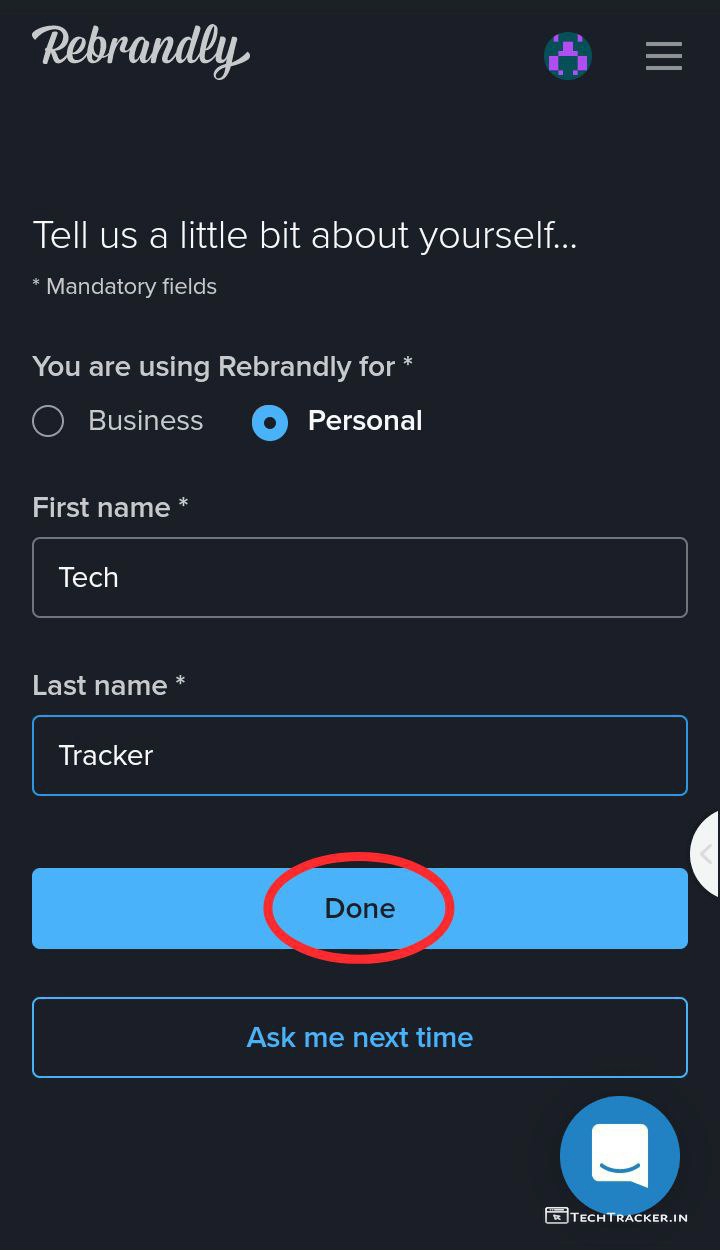 Rebrandly
Tell us a little bit about yourself...
* Mandatory fields
You are using Rebrandly for *
Business Personal
First name *
Tech
Last name *
Tracker
Done
Ask me next time
TECHTRACKER.IN